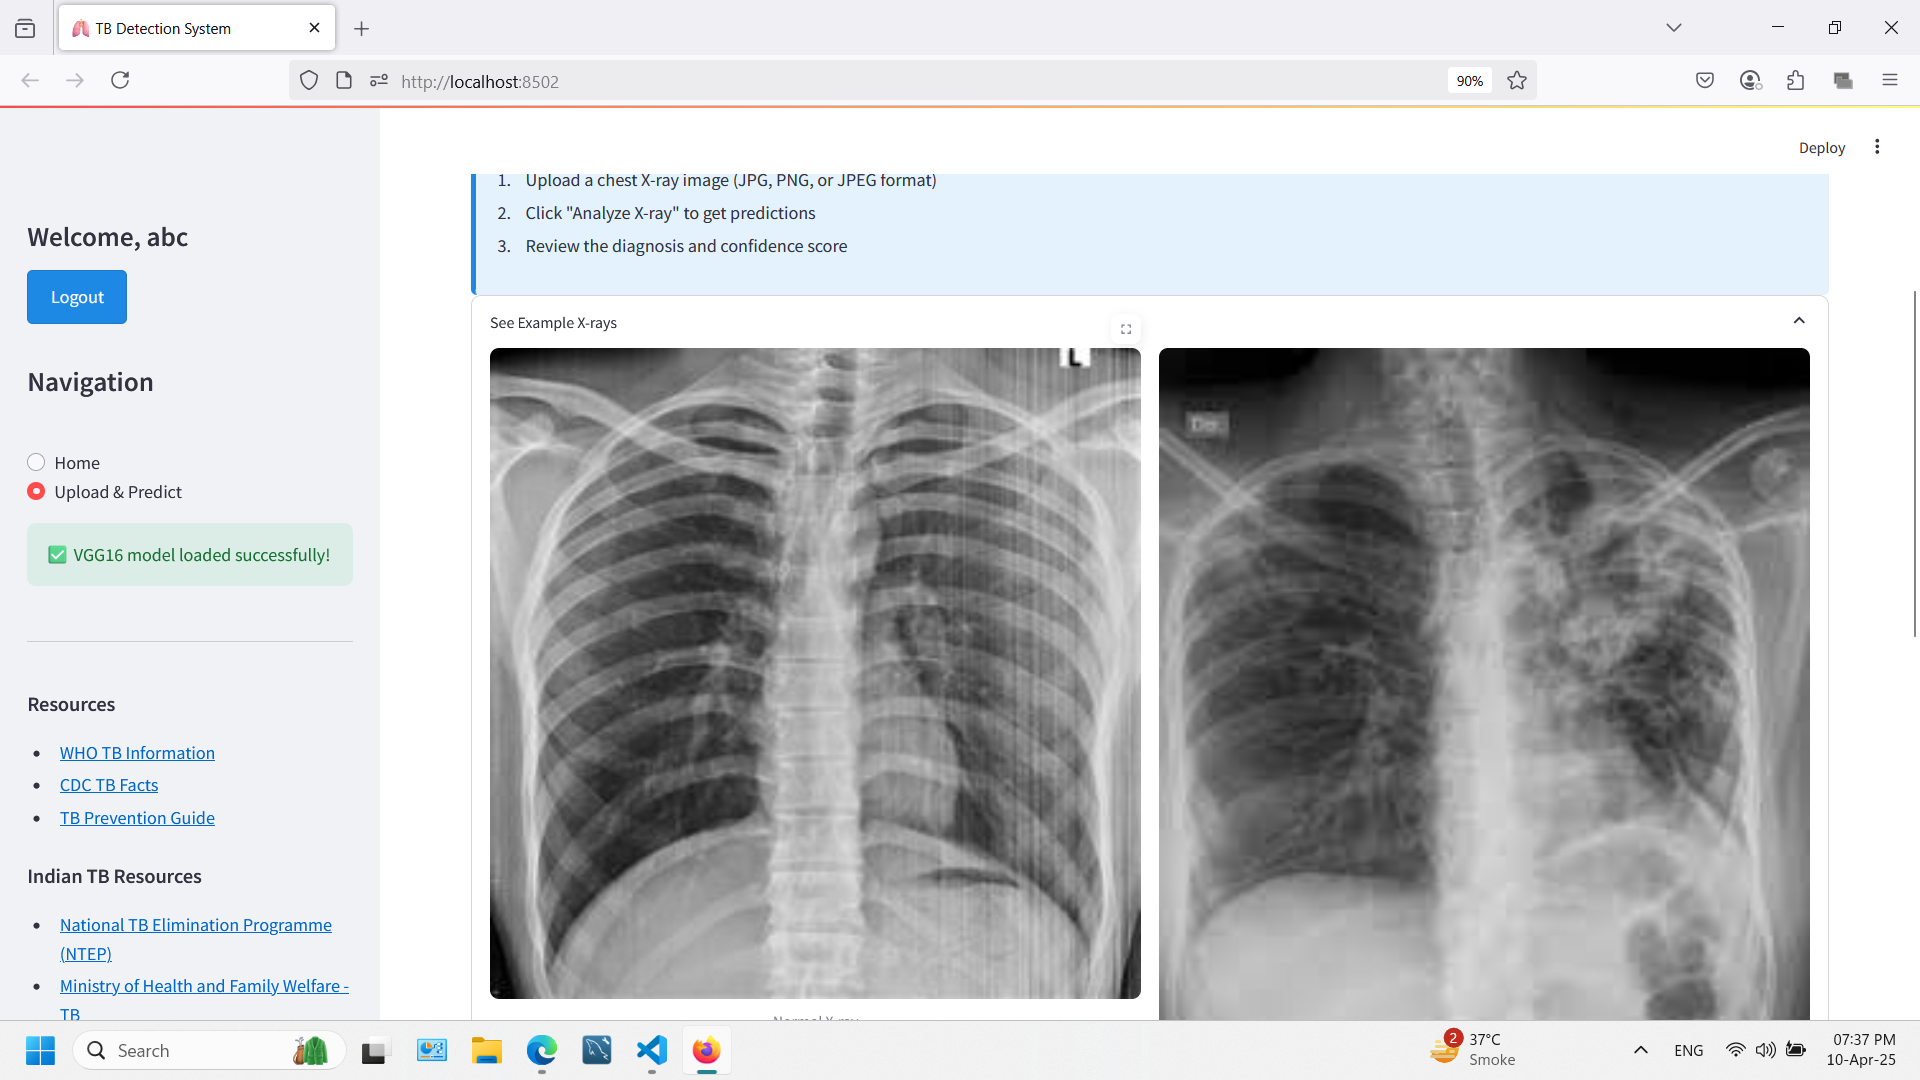 TB Detection System
http://localhost:8502
90%
Deploy
Welcome, abc
Logout
Navigation
Home
Upload & Predict
VGG16 model loaded successfully!
Resources
WHO TB Information
CDC TB Facts
TB Prevention Guide
Indian TB Resources
National TB Elimination Programme
(NTEP)
Ministry of Health and Family Welfare -
TB
1. Upload a chest X-ray image (JPG, PNG, or JPEG format)
2. Click "Analyze X-ray" to get predictions
3. Review the diagnosis and confidence score
See Example X-rays
L
Normal X-ray
Search
2
37°C
Smoke
ENG
07:37 PM
10-Apr-25